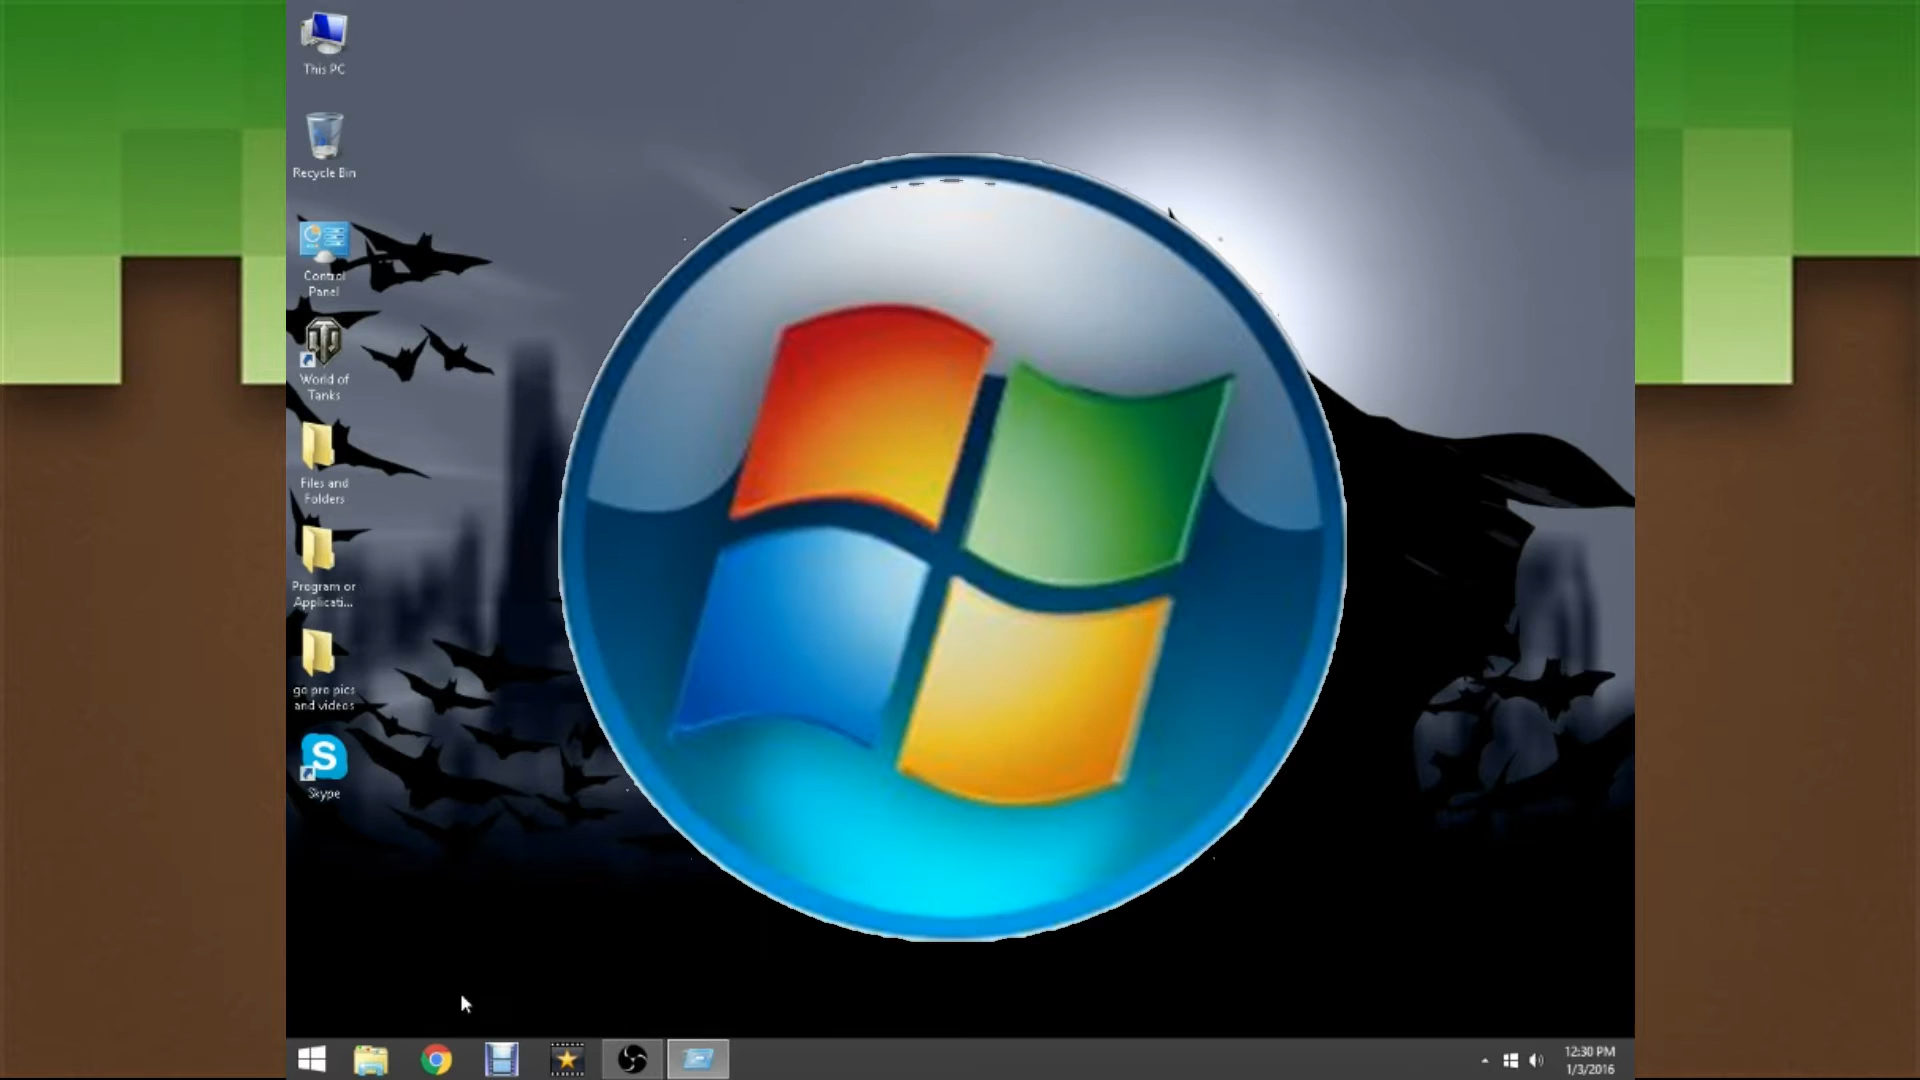 This PC
Recycle Bin
Control
Panel
World of
Tanks
Files and
Folders
Program or
Applicati...
go pro pics
and videos
S
Skype
12:30 PM
1/3/2016